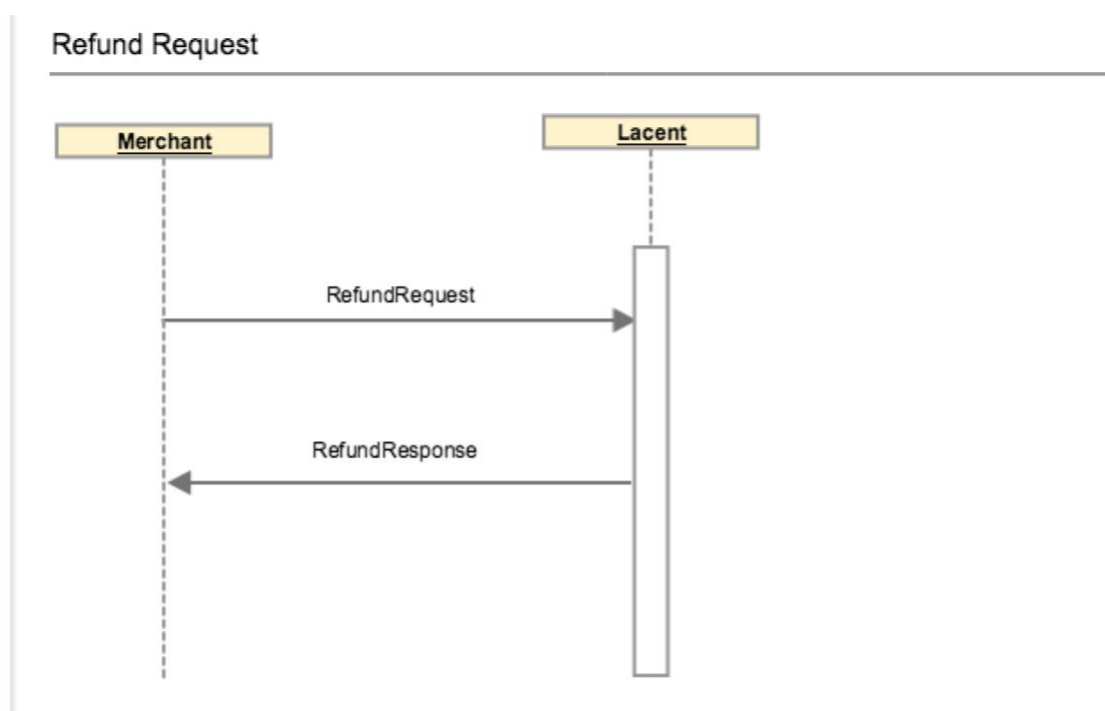 Refund Request
Merchant
Lacent
RefundRequest
RefundResponse